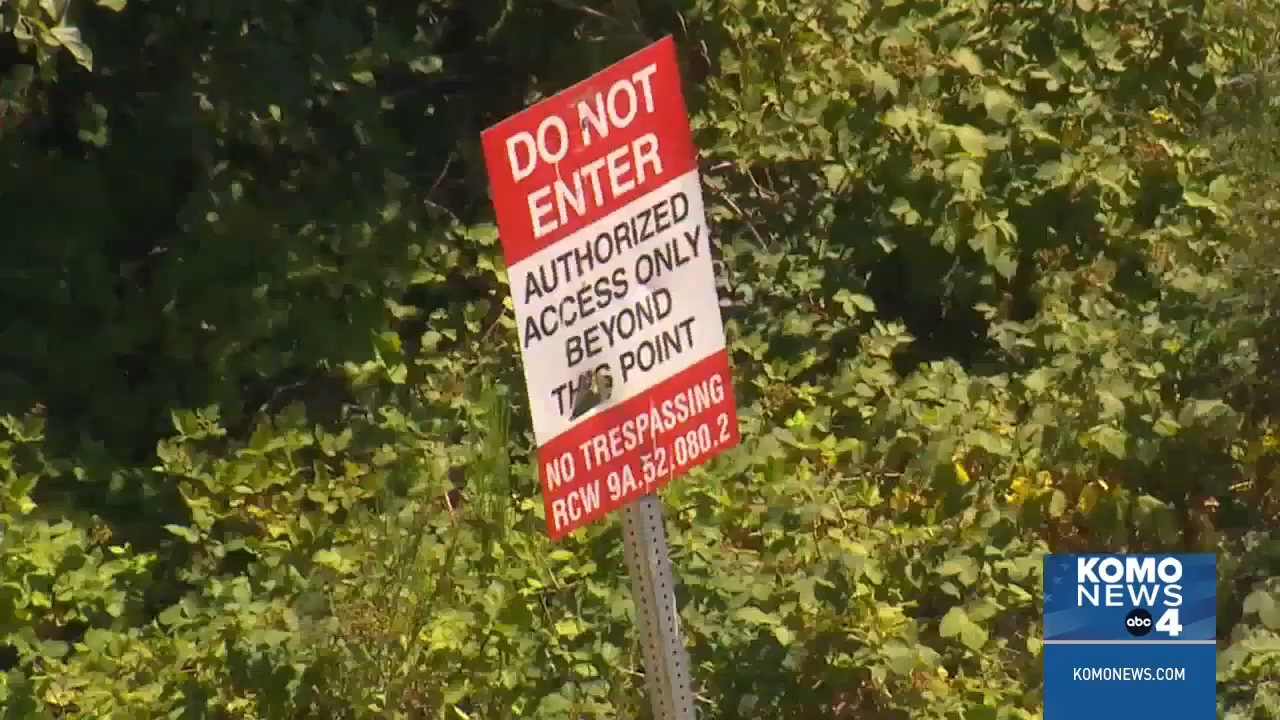 DO NOT
ENTER
AUTHORIZED
ACCESS ONLY
BEYOND
THIS POINT
NO TRESPASSING
RCW 9A.52.080.2
KOMO
NEWS
abc 4
KOMONEWS.COM